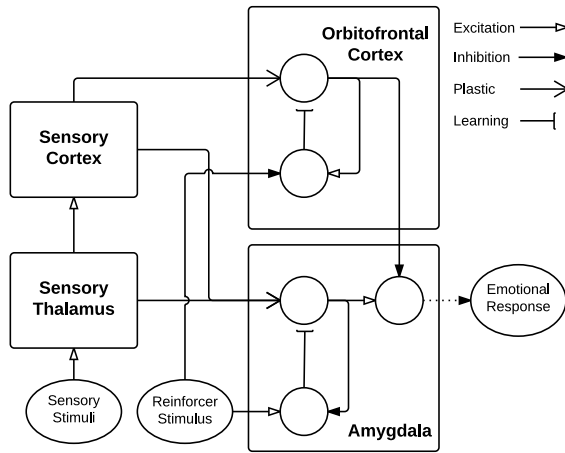 Orbitofrontal
Cortex
Excitation
Inhibition
Plastic
Learning
Sensory
Cortex
Sensory
Thalamus
Emotional
Response
Sensory
Stimuli
Reinforcer
Stimulus
Amygdala